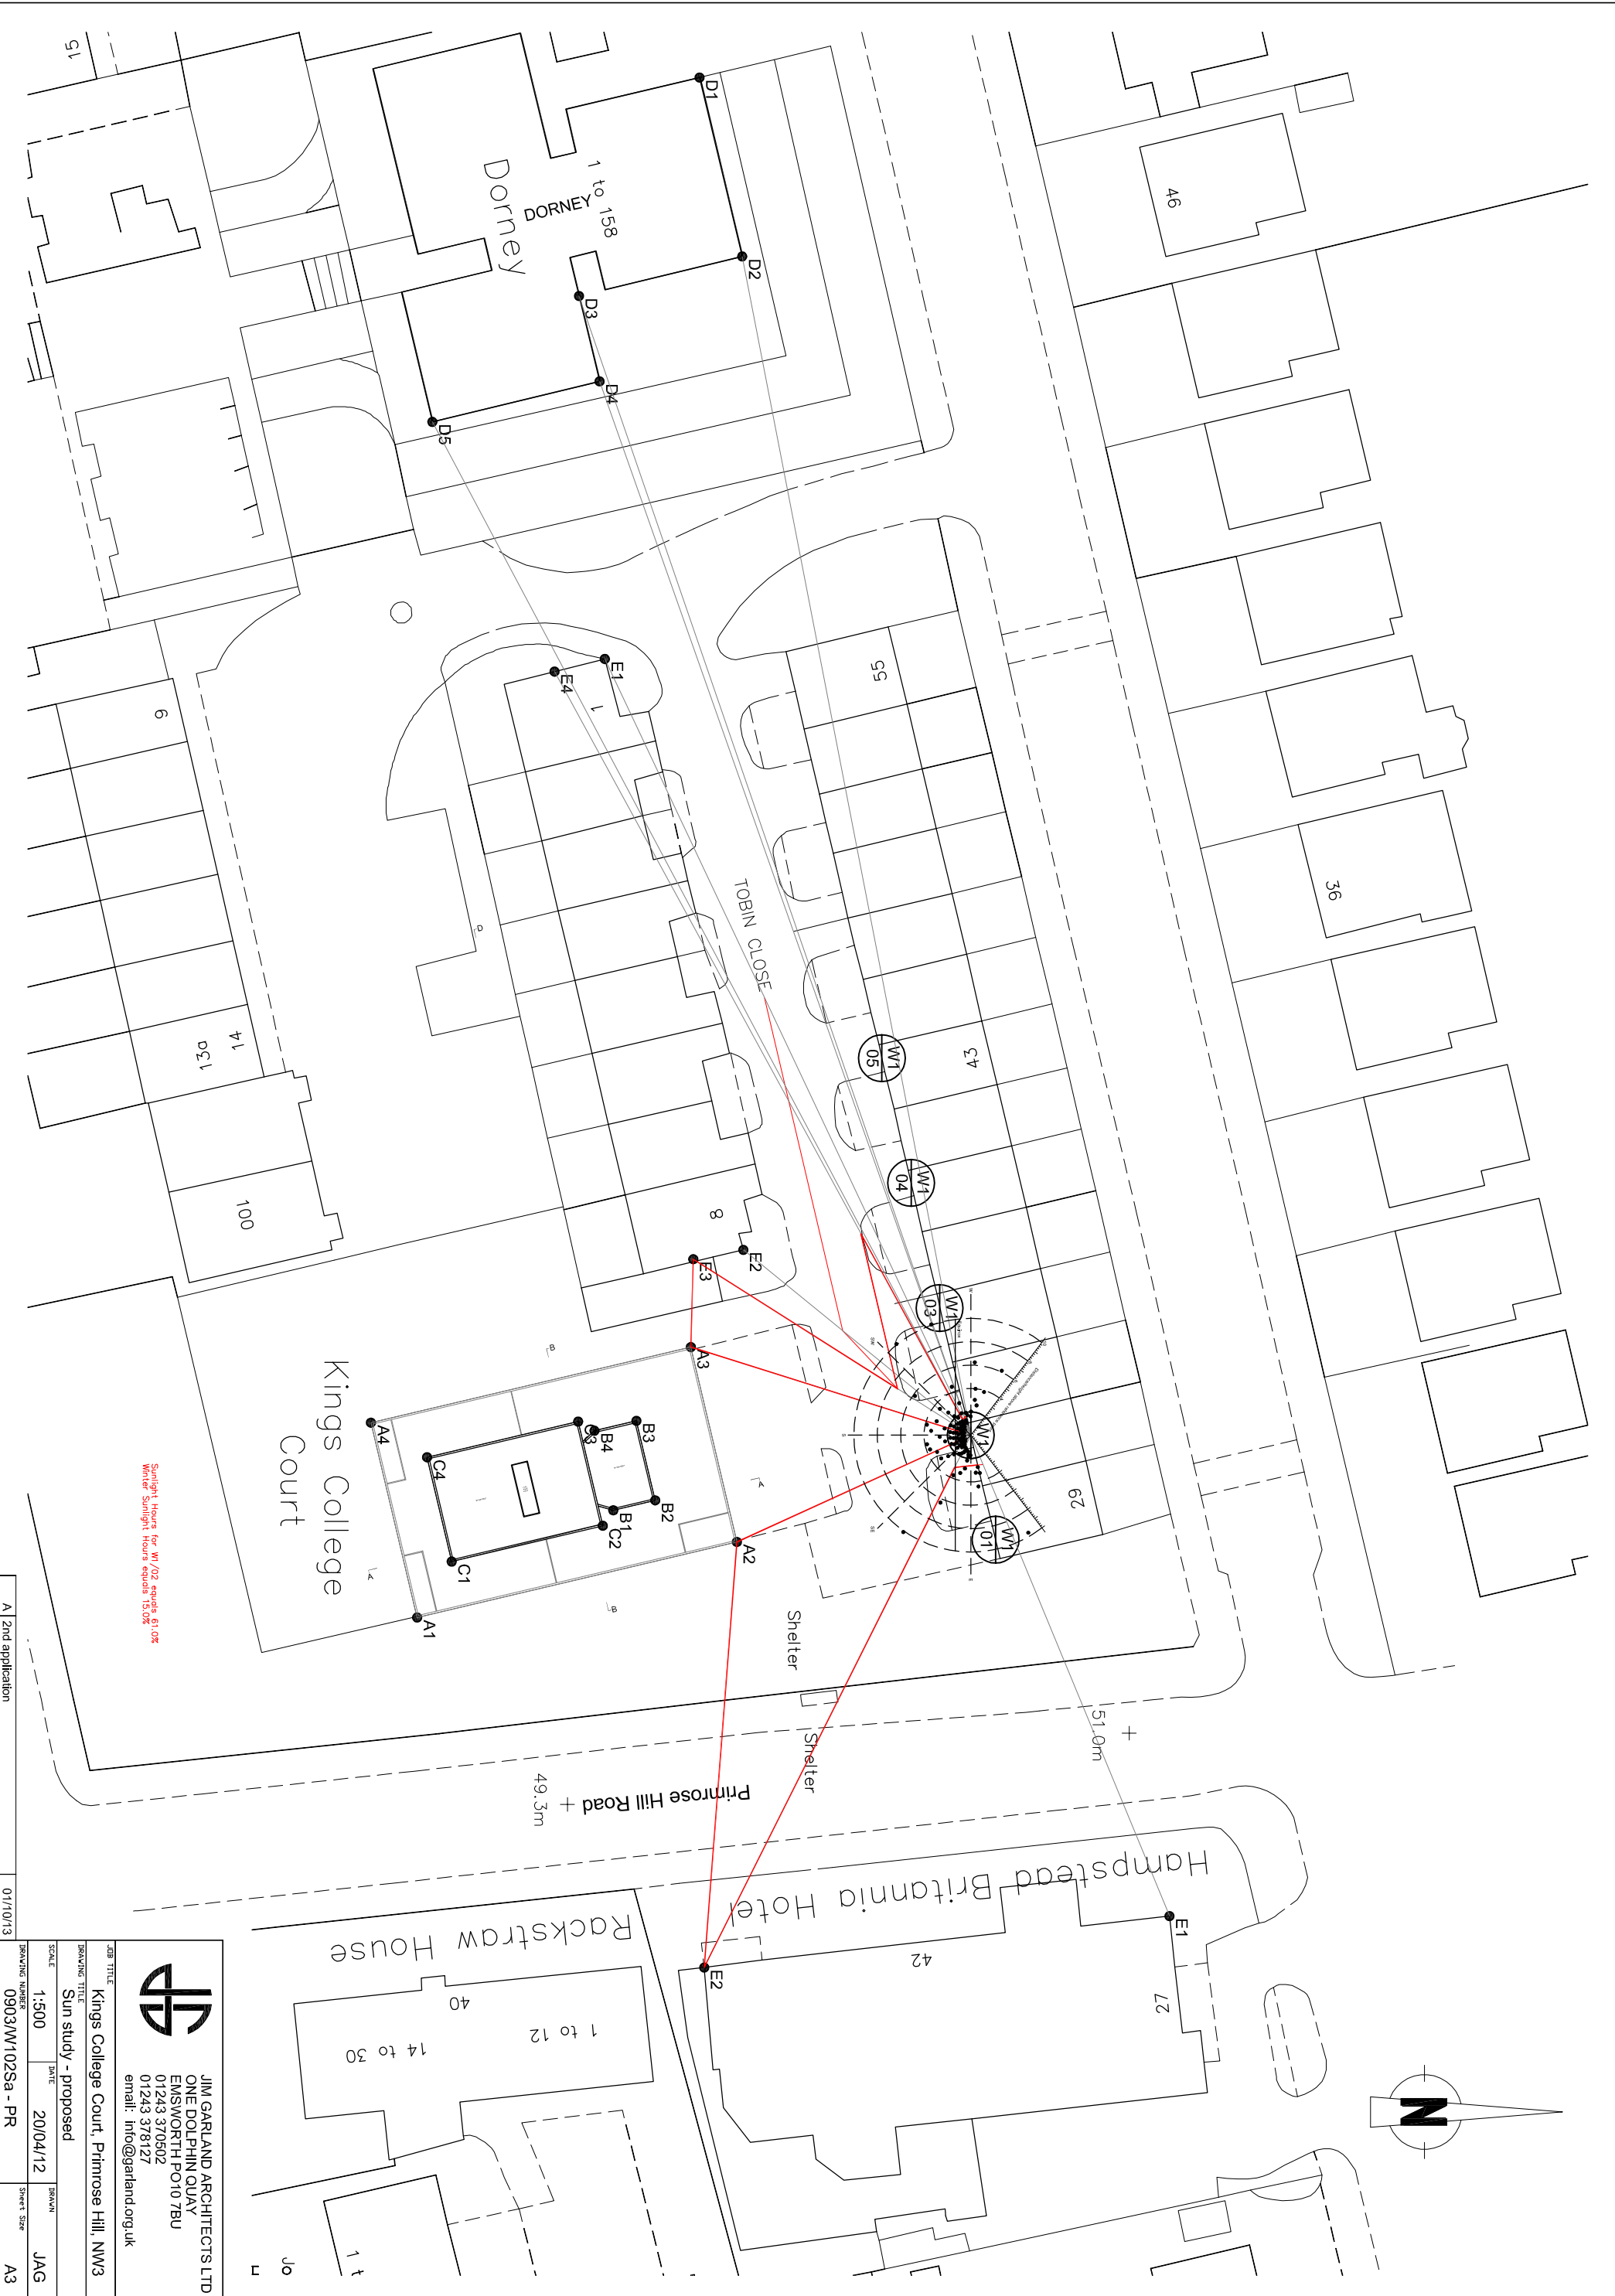 15
D1
D2
D3
D4
D5
1 to 158
DORNEY
Dorney
46
36
E1
E4
1
55
9
TOBIN CLOSE
43
W1
05
W1
04
W1
03
W1
W1
01
29
14
13a
100
8
E2
E3
A3
A4
A2
A1
B3
B4
B2
B1
C3
C4
C2
C1
D
B
B
A
A
Kings College
Court
Sunlight Hours for W1/02 equals 61.0%
Winter Sunlight Hours equals 15.0%
Shelter
Shelter
51.0m
49.3m
Primrose Hill Road
Hampstead Britannia Hotel
E1
E2
42
27
Rackstraw House
40
14 to 30
1 to 12
N
Jo
1 t
A 2nd application 01/10/13
JIM GARLAND ARCHITECTS LTD
ONE DOLPHIN QUAY
EMSWORTH PO10 7BU
01243 370502
01243 378127
email: info@garland.org.uk
JOB TITLE
Kings College Court, Primrose Hill, NW3
DRAWING TITLE
Sun study - proposed
SCALE
1:500
DATE
20/04/12
DRAWN
JAG
DRAWING NUMBER
0903/W102Sa - PR
Sheet Size
A3